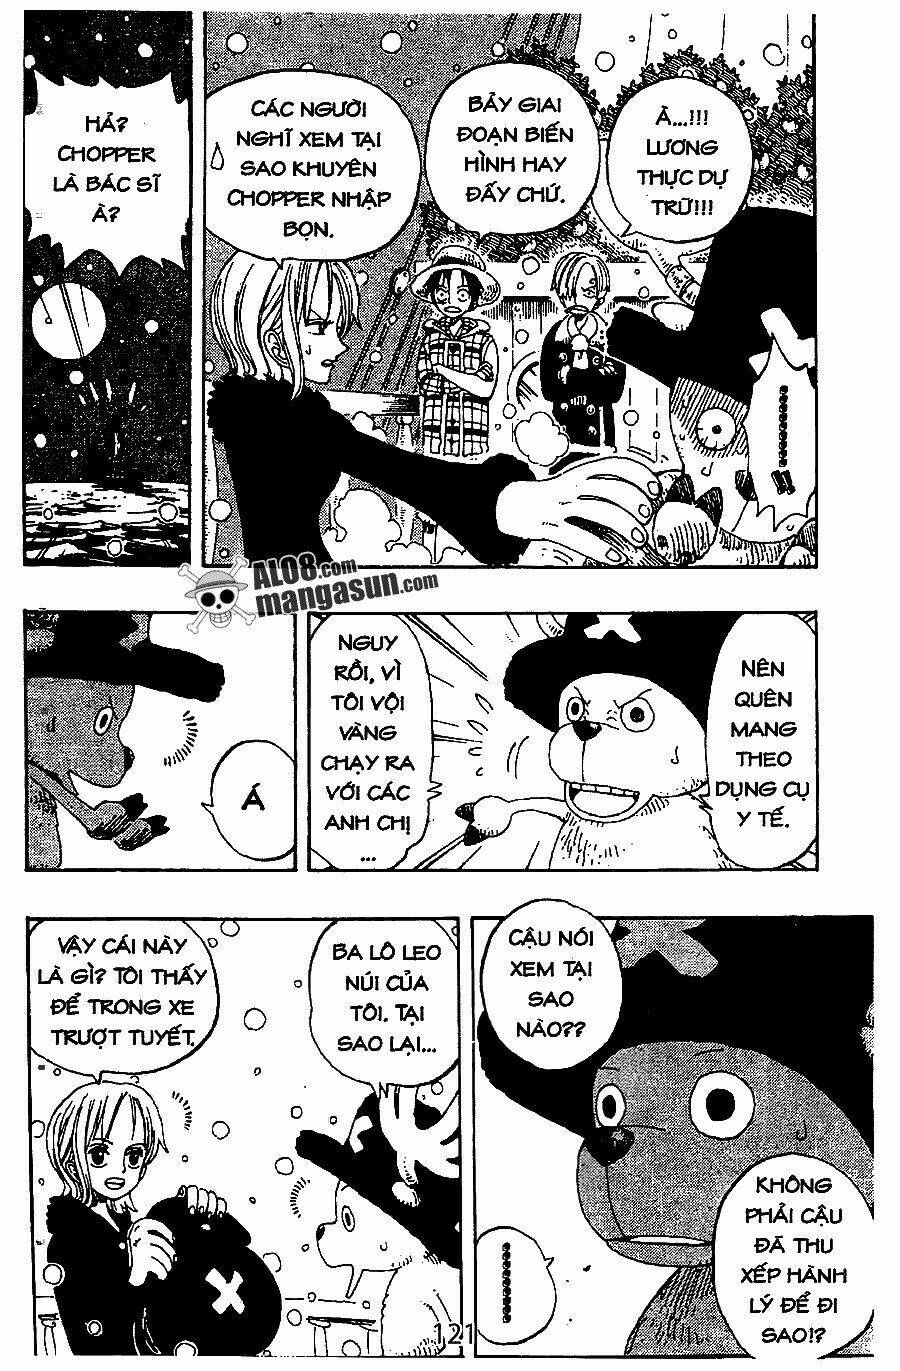 HẢ?
CHOPPER
LÀ BÁC SĨ
À?
CÁC NGƯỜI
NGHĨ XEM TẠI
SAO KHUYÊN
CHOPPER NHẬP
BỌN.
BẢY GIAI
ĐOẠN BIẾN
HÌNH HAY
ĐẤY CHỨ.
À...!!!
LƯƠNG
THỰC DỰ
TRỮ!!!
AL08.com
mangasun.com
Á
NGUY
RỒI, VÌ
TÔI VỘI
VÀNG
CHẠY RA
VỚI CÁC
ANH CHỊ
...
NÊN
QUÊN
MANG
THEO
DỤNG CỤ
Y TẾ.
VẬY CÁI NÀY
LÀ GÌ? TÔI THẤY
ĐỂ TRONG XE
TRƯỢT TUYẾT.
BA LÔ LEO
NÚI CỦA
TÔI. TẠI
SAO LẠI...
CẬU NÓI
XEM TẠI
SAO
NÀO??
KHÔNG
PHẢI CẬU
ĐÃ THU
XẾP HÀNH
LÝ ĐỂ ĐI
SAO!?
121